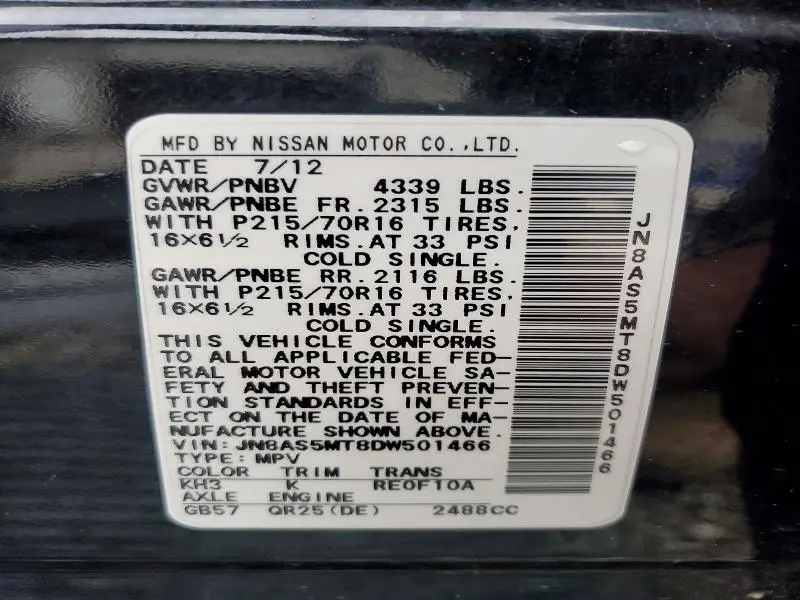 MFD BY NISSAN MOTOR CO.,LTD.
DATE 7/12
GVWR/PNBV 4339 LBS.
GAWR/PNBE FR. 2315 LBS.
WITH P215/70R16 TIRES,
16×6½ RIMS. AT 33 PSI
COLD SINGLE.
GAWR/PNBE RR. 2116 LBS.
WITH P215/70R16 TIRES,
16×6½ RIMS. AT 33 PSI
COLD SINGLE.
THIS VEHICLE CONFORMS
TO ALL APPLICABLE FED-
ERAL MOTOR VEHICLE SA-
FETY AND THEFT PREVEN-
TION STANDARDS IN EFF-
ECT ON THE DATE OF MA-
NUFACTURE SHOWN ABOVE.
VIN: JN8AS5MT8DW501466
TYPE: MPV
COLOR TRIM TRANS
KH3 K RE0F10A
AXLE ENGINE
GB57 QR25(DE) 2488CC
JN8AS5MT8DW501466